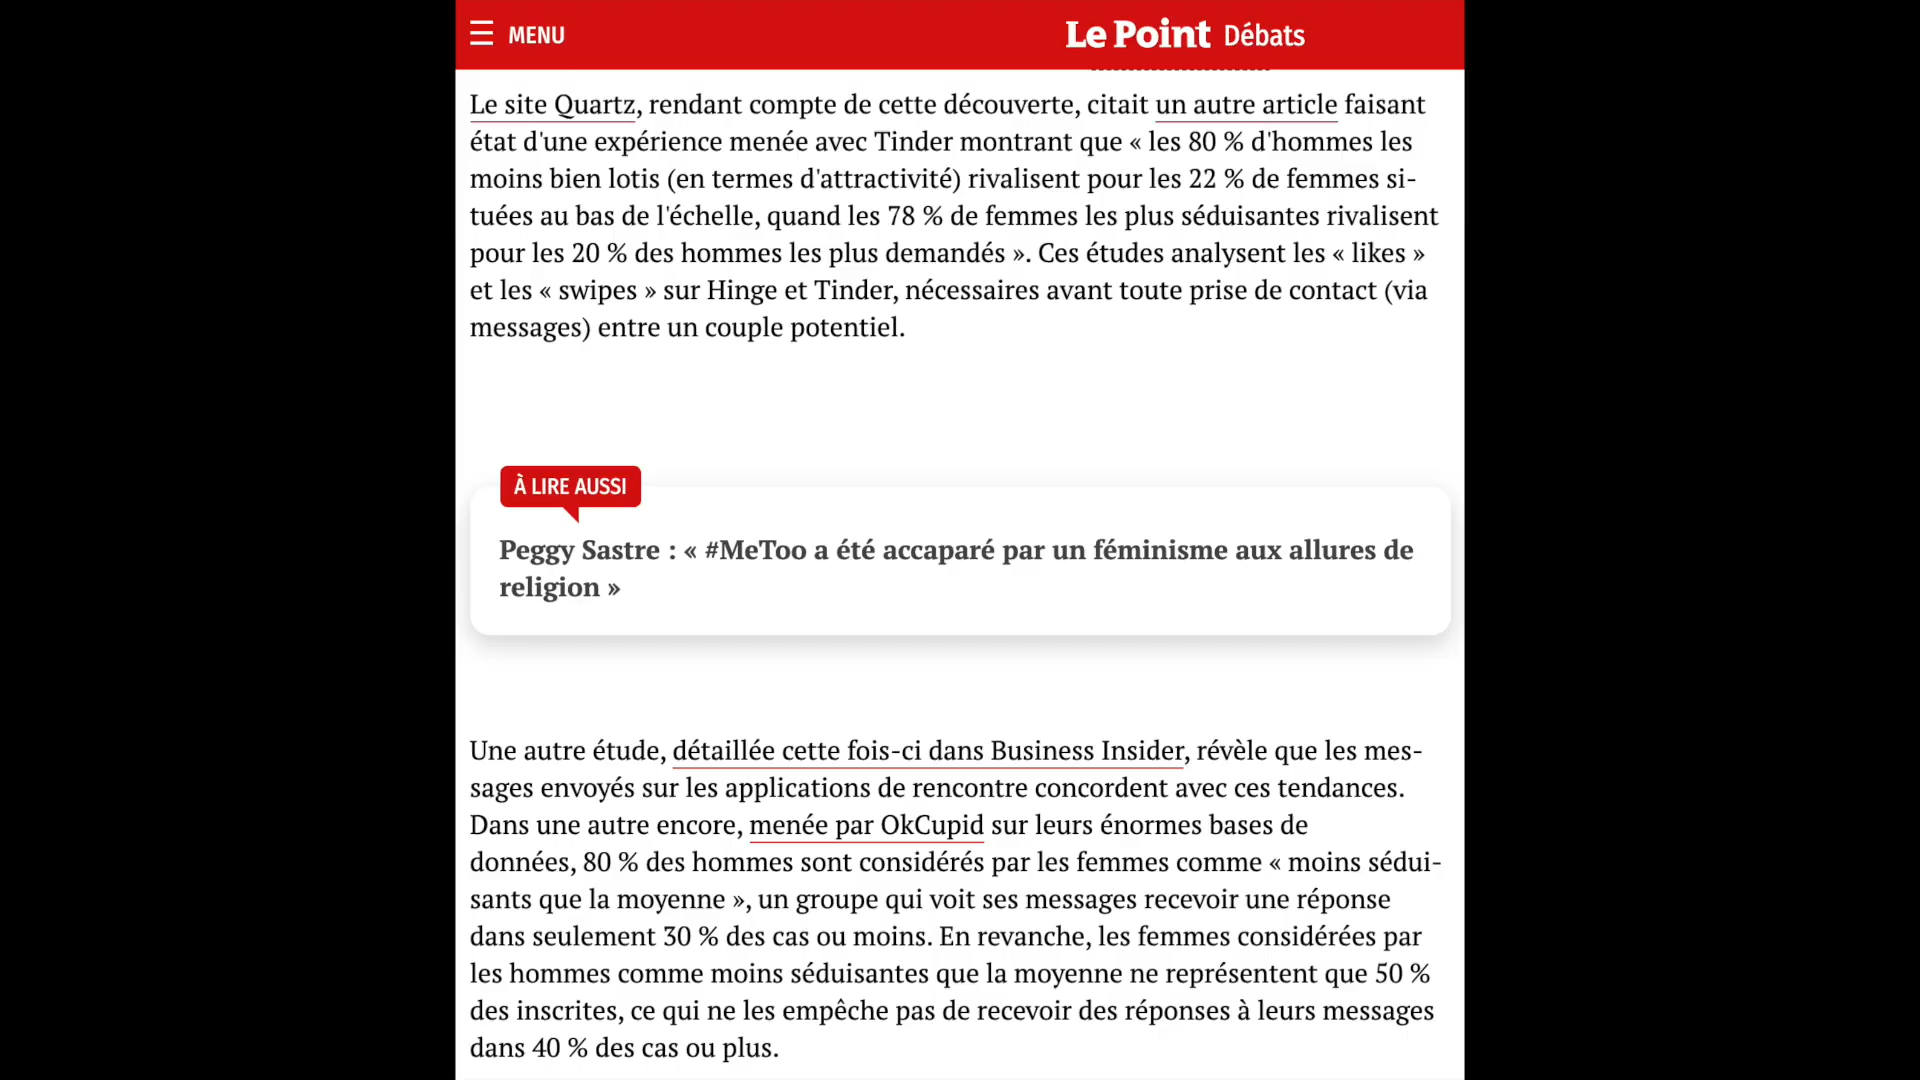 MENU
Le Point Débats
Le site Quartz, rendant compte de cette découverte, citait un autre article faisant
état d'une expérience menée avec Tinder montrant que « les 80 % d'hommes les
moins bien lotis (en termes d'attractivité) rivalisent pour les 22 % de femmes si-
tuées au bas de l'échelle, quand les 78 % de femmes les plus séduisantes rivalisent
pour les 20 % des hommes les plus demandés ». Ces études analysent les « likes »
et les « swipes » sur Hinge et Tinder, nécessaires avant toute prise de contact (via
messages) entre un couple potentiel.
À LIRE AUSSI
Peggy Sastre : « #MeToo a été accaparé par un féminisme aux allures de
religion »
Une autre étude, détaillée cette fois-ci dans Business Insider, révèle que les mes-
sages envoyés sur les applications de rencontre concordent avec ces tendances.
Dans une autre encore, menée par OkCupid sur leurs énormes bases de
données, 80 % des hommes sont considérés par les femmes comme « moins sédui-
sants que la moyenne », un groupe qui voit ses messages recevoir une réponse
dans seulement 30 % des cas ou moins. En revanche, les femmes considérées par
les hommes comme moins séduisantes que la moyenne ne représentent que 50 %
des inscrites, ce qui ne les empêche pas de recevoir des réponses à leurs messages
dans 40 % des cas ou plus.